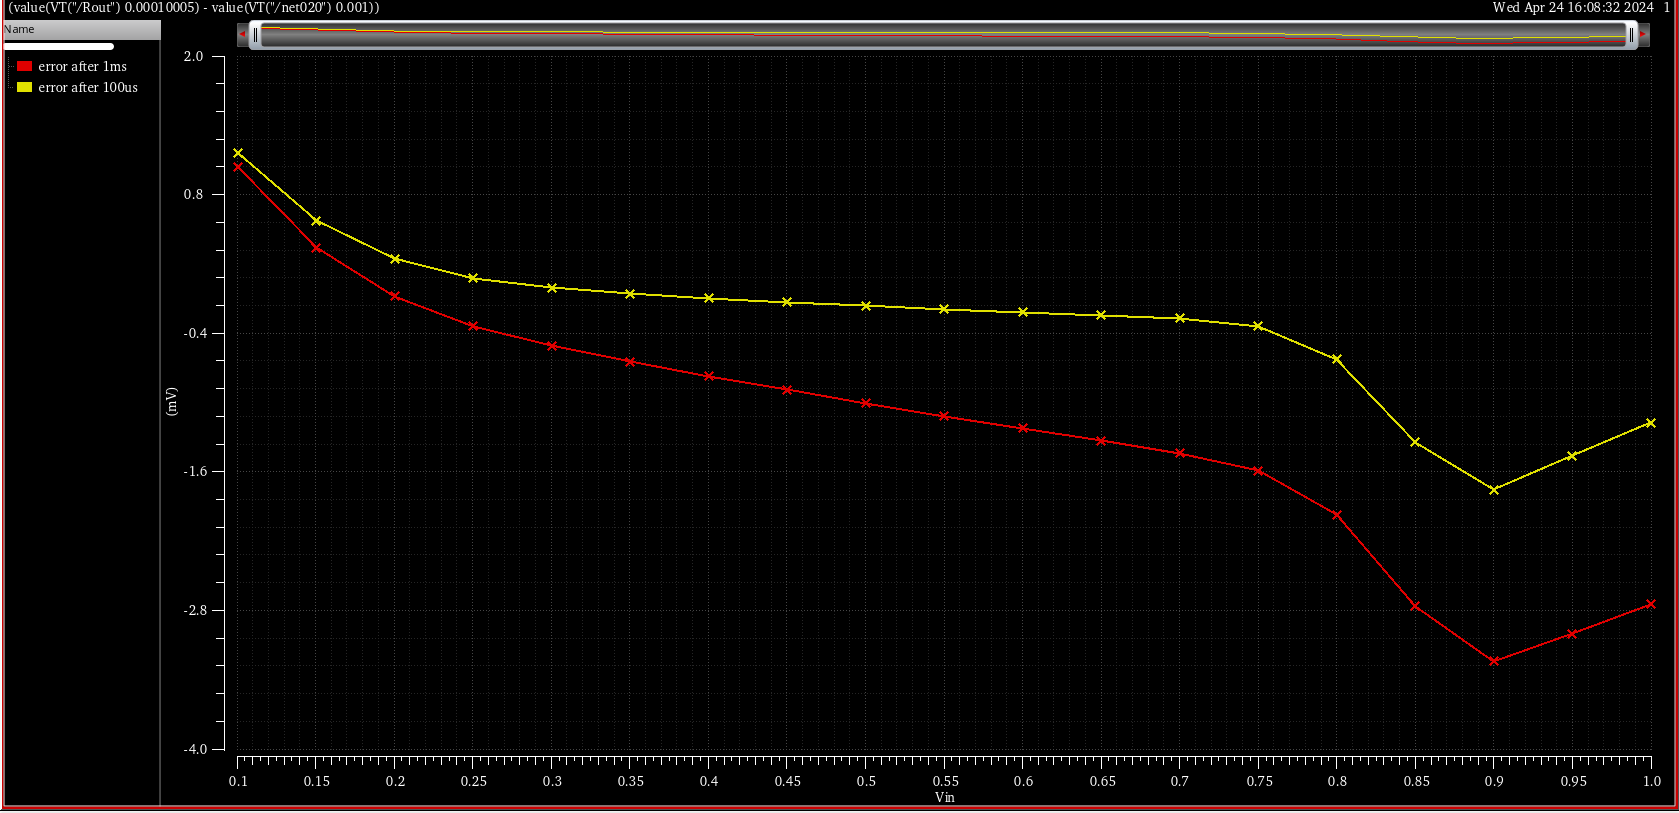 (value(VT("/Rout") 0.00010005) - value(VT("/net020") 0.001))
Wed Apr 24 16:08:32 2024 1
Name
error after 1ms
error after 100us
2.0
0.8
-0.4
(mV)
-1.6
-2.8
-4.0
0.1 0.15 0.2 0.25 0.3 0.35 0.4 0.45 0.5 0.55 0.6 0.65 0.7 0.75 0.8 0.85 0.9 0.95 1.0
Vin